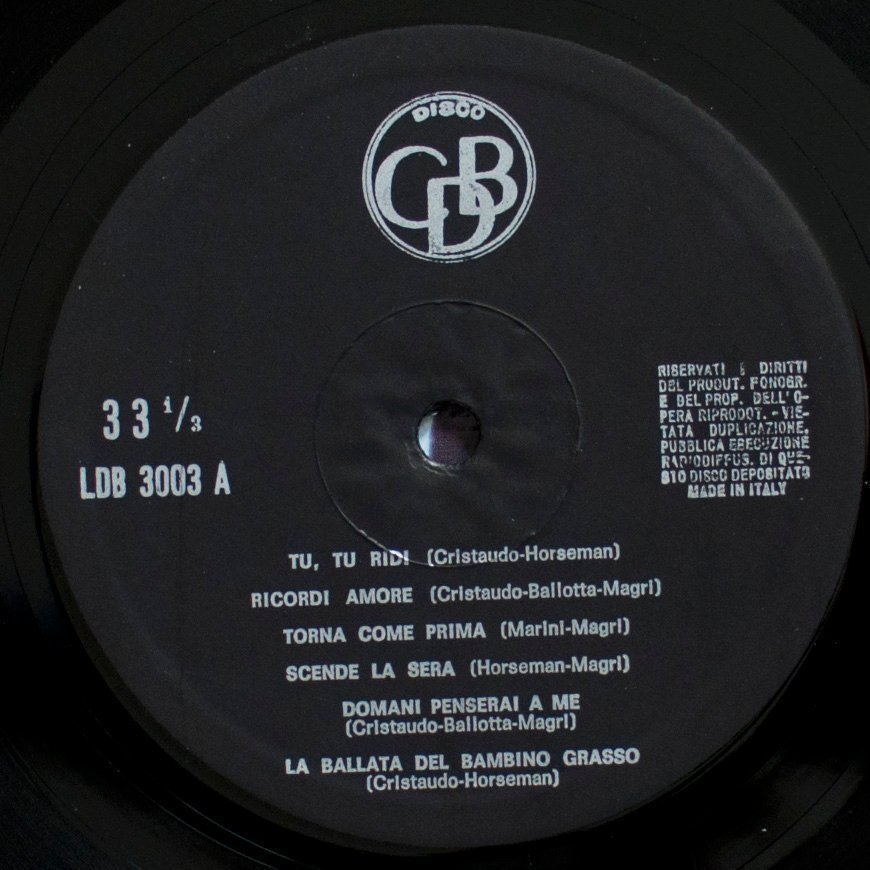 DISCO
CDB
33 1/3
LDB 3003 A
RISERVATI I DIRITTI
DEL PRODUT. FONOGR.
E DEL PROP. DELL'O-
PERA RIPRODOT. - VIE-
TATA DUPLICAZIONE,
PUBBLICA ESECUZIONE
RADIODIFFUS. DI QUE-
STO DISCO DEPOSITATO
MADE IN ITALY
TU, TU RIDI (Cristaudo-Horseman)
RICORDI AMORE (Cristaudo-Ballotta-Magri)
TORNA COME PRIMA (Marini-Magri)
SCENDE LA SERA (Horseman-Magri)
DOMANI PENSERAI A ME
(Cristaudo-Ballotta-Magri)
LA BALLATA DEL BAMBINO GRASSO
(Cristaudo-Horseman)